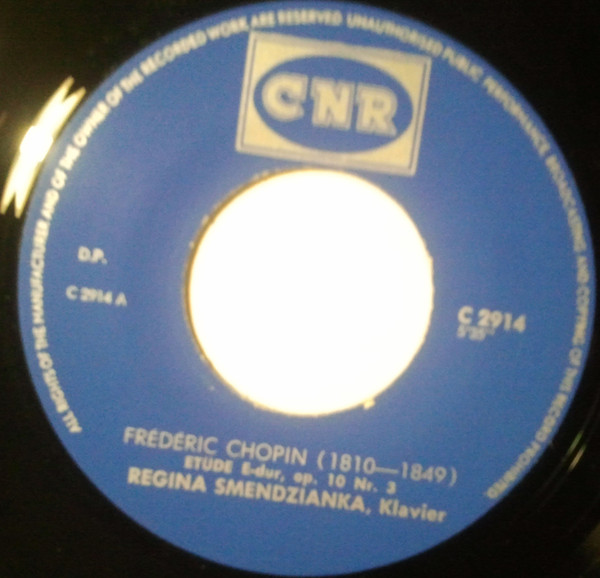 ALL RIGHTS OF THE MANUFACTURER AND OF THE OWNER OF THE RECORDED WORK ARE RESERVED UNAUTHORISED PUBLIC PERFORMANCE BROADCASTING AND COPYING OF THIS RECORD PROHIBITED.
CNR
D.P.
C 2914 A
C 2914
5'35"
FRÉDÉRIC CHOPIN (1810—1849)
ETUDE E-dur, op. 10 Nr. 3
REGINA SMENDZIANKA, Klavier